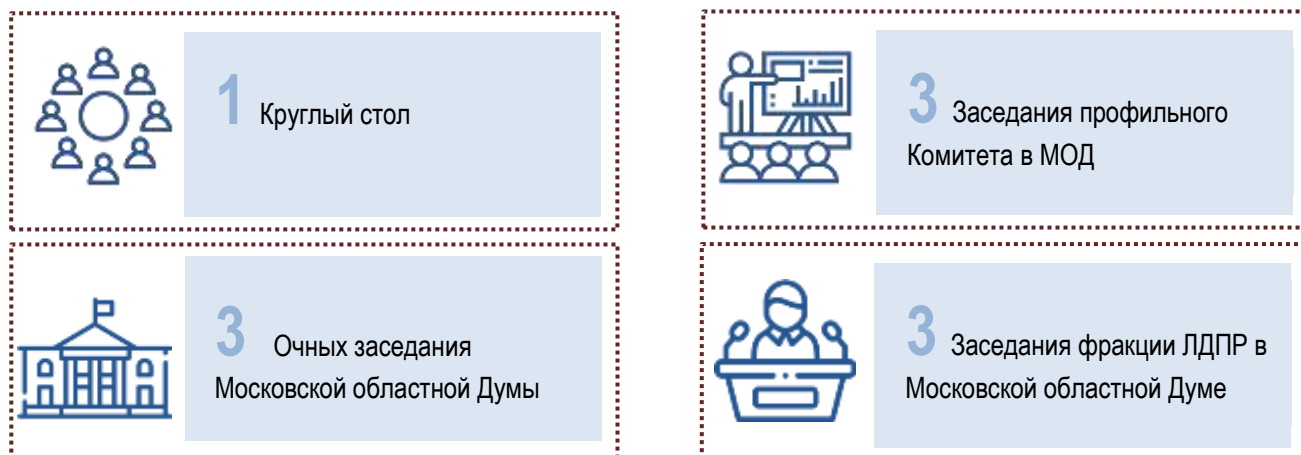 1 Круглый стол
3 Заседания профильного
Комитета в МОД
3 Очных заседания
Московской областной Думы
3 Заседания фракции ЛДПР в
Московской областной Думе